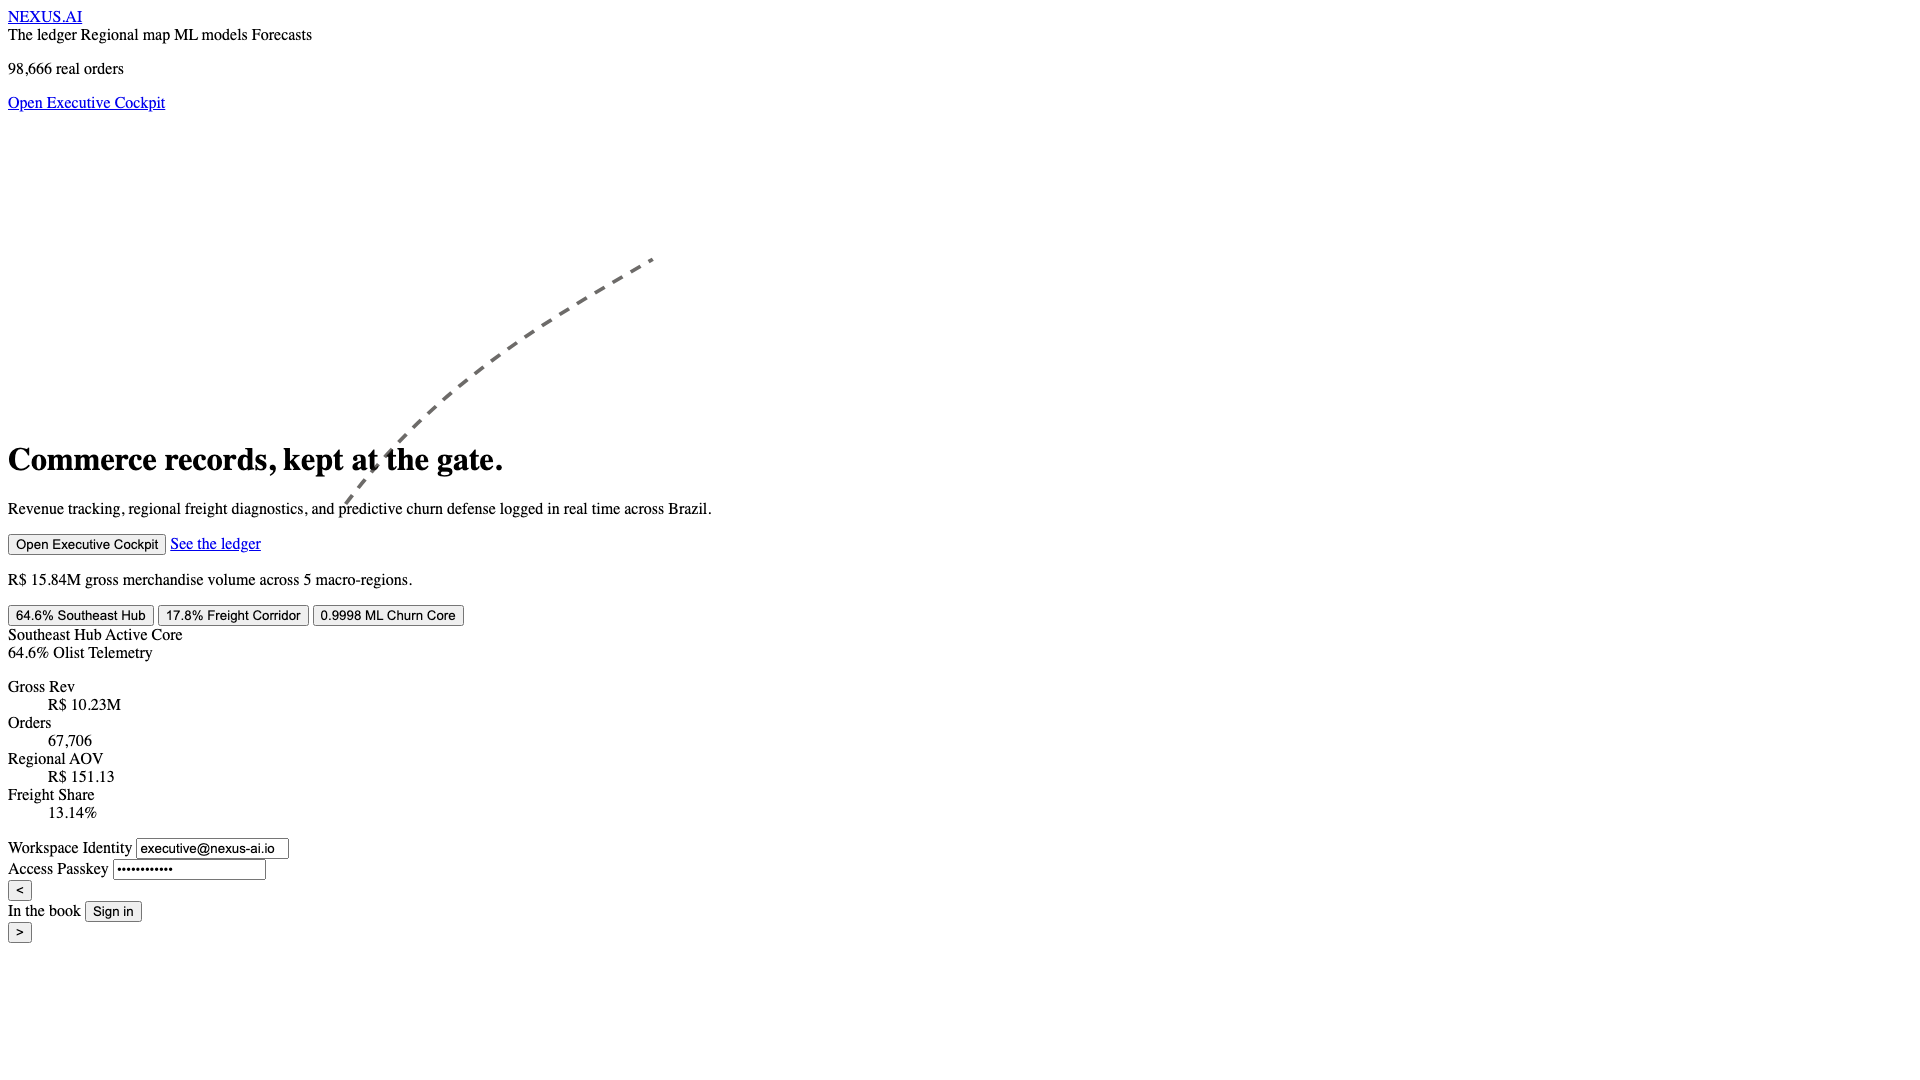 NEXUS.AI
The ledger Regional map ML models Forecasts
98,666 real orders
Open Executive Cockpit
Commerce records, kept at the gate.
Revenue tracking, regional freight diagnostics, and predictive churn defense logged in real time across Brazil.
Open Executive Cockpit See the ledger
R$ 15.84M gross merchandise volume across 5 macro-regions.
64.6% Southeast Hub 17.8% Freight Corridor 0.9998 ML Churn Core
Southeast Hub Active Core
64.6% Olist Telemetry
Gross Rev
R$ 10.23M
Orders
67,706
Regional AOV
R$ 151.13
Freight Share
13.14%
Workspace Identity executive@nexus-ai.io
Access Passkey ••••••••••••
<
In the book Sign in
>